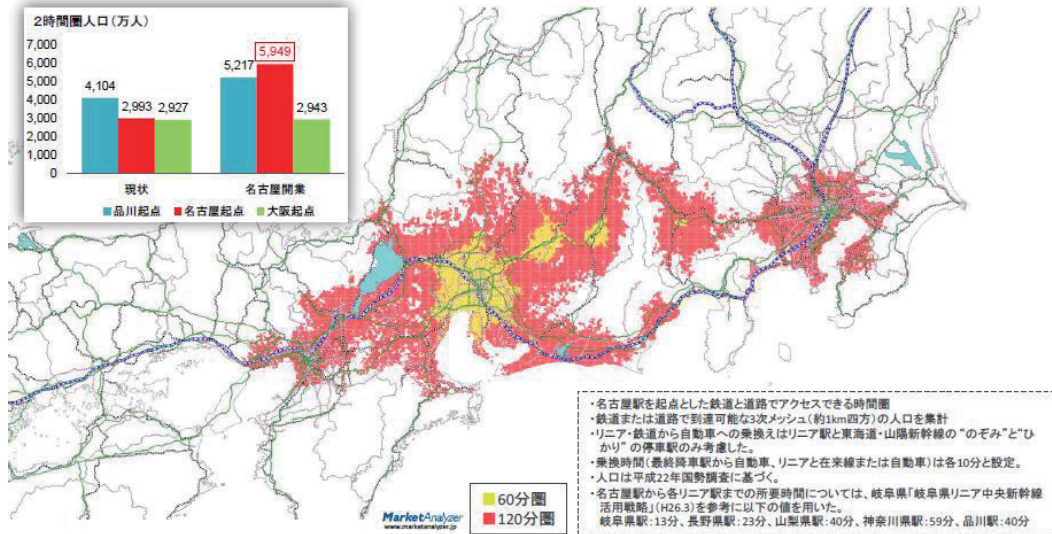 2時間圏人口(万人)
7,000
6,000
5,000
4,000
3,000
2,000
1,000
0
4,104
2,993
2,927
5,217
5,949
2,943
現状
名古屋開業
品川起点
名古屋起点
大阪起点
・名古屋駅を起点とした鉄道と道路でアクセスできる時間圏
・鉄道または道路で到達可能な3次メッシュ(約1km四方)の人口を集計
・リニア・鉄道から自動車への乗換えはリニア駅と東海道・山陽新幹線の“のぞみ”と“ひ
かり”の停車駅のみ考慮した。
・乗換時間(最終降車駅から自動車、リニアと在来線または自動車)は各10分と設定。
・人口は平成22年国勢調査に基づく。
・名古屋駅から各リニア駅までの所要時間については、岐阜県「岐阜県リニア中央新幹線
活用戦略」(H26.3)を参考に以下の値を用いた。
岐阜県駅:13分、長野県駅:23分、山梨県駅:40分、神奈川県駅:59分、品川駅:40分
60分圏
120分圏
MarketAnalyzer
www.marketanalyzer.jp